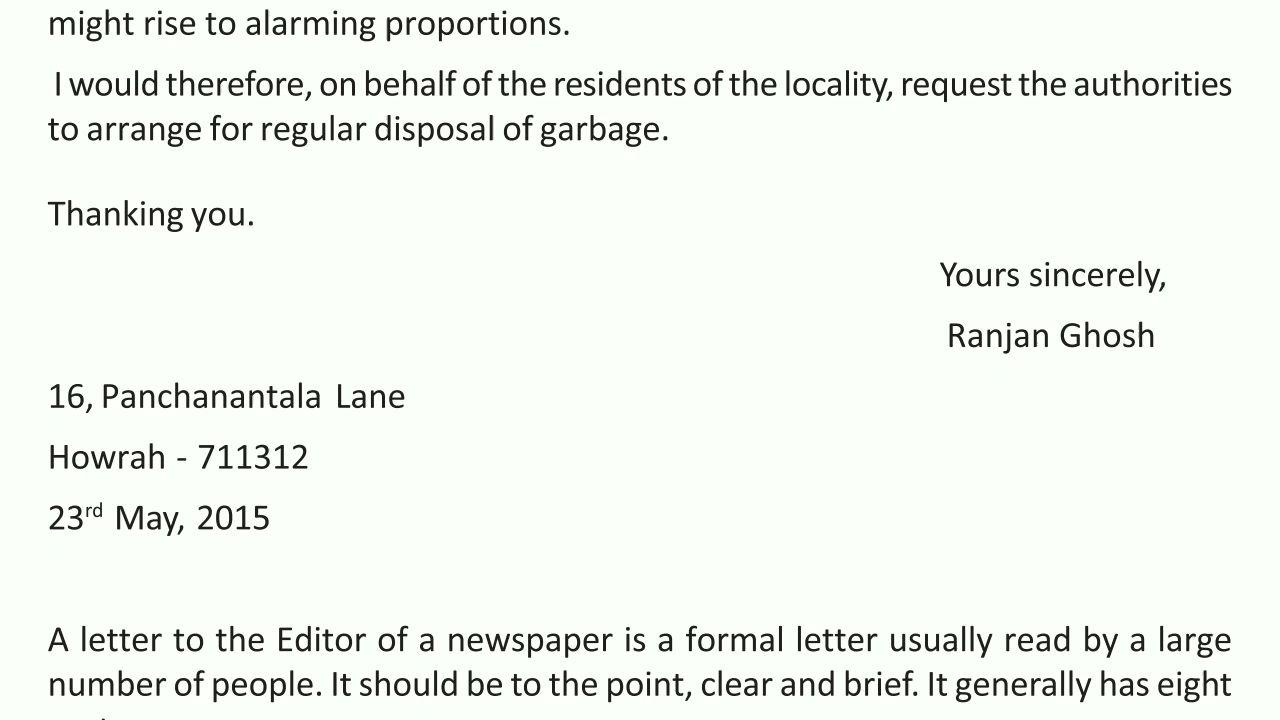 might rise to alarming proportions.
I would therefore, on behalf of the residents of the locality, request the authorities
to arrange for regular disposal of garbage.
Thanking you.
Yours sincerely,
Ranjan Ghosh
16, Panchanantala Lane
Howrah - 711312
23rd May, 2015
A letter to the Editor of a newspaper is a formal letter usually read by a large
number of people. It should be to the point, clear and brief. It generally has eight